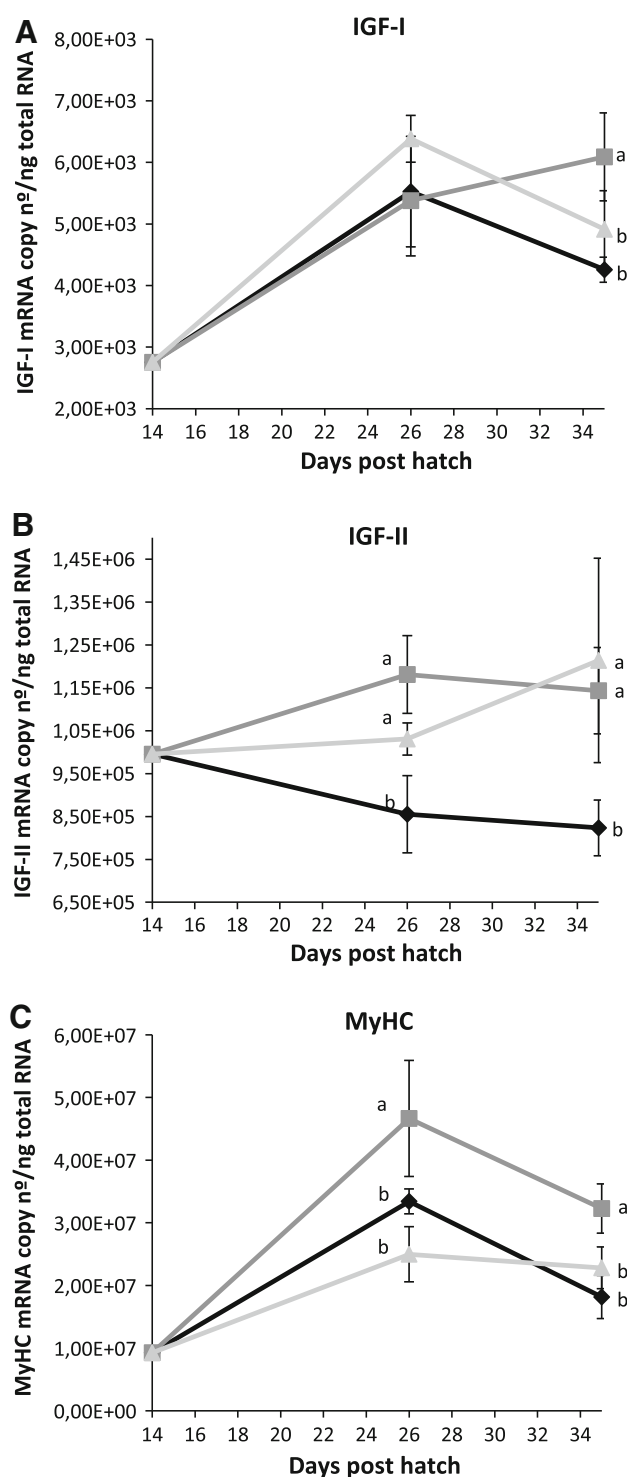 A
IGF-I
IGF-I mRNA copy nº/ng total RNA
8,00E+03
7,00E+03
6,00E+03
5,00E+03
4,00E+03
3,00E+03
2,00E+03
a
b
b
14 16 18 20 22 24 26 28 30 32 34
Days post hatch
B
IGF-II
IGF-II mRNA copy nº/ng total RNA
1,45E+06
1,35E+06
1,25E+06
1,15E+06
1,05E+06
9,50E+05
8,50E+05
7,50E+05
6,50E+05
a
a
b
a
a
b
14 16 18 20 22 24 26 28 30 32 34
Days post hatch
C
MyHC
MyHC mRNA copy nº/ng total RNA
6,00E+07
5,00E+07
4,00E+07
3,00E+07
2,00E+07
1,00E+07
0,00E+00
a
b
b
a
b
b
14 16 18 20 22 24 26 28 30 32 34
Days post hatch